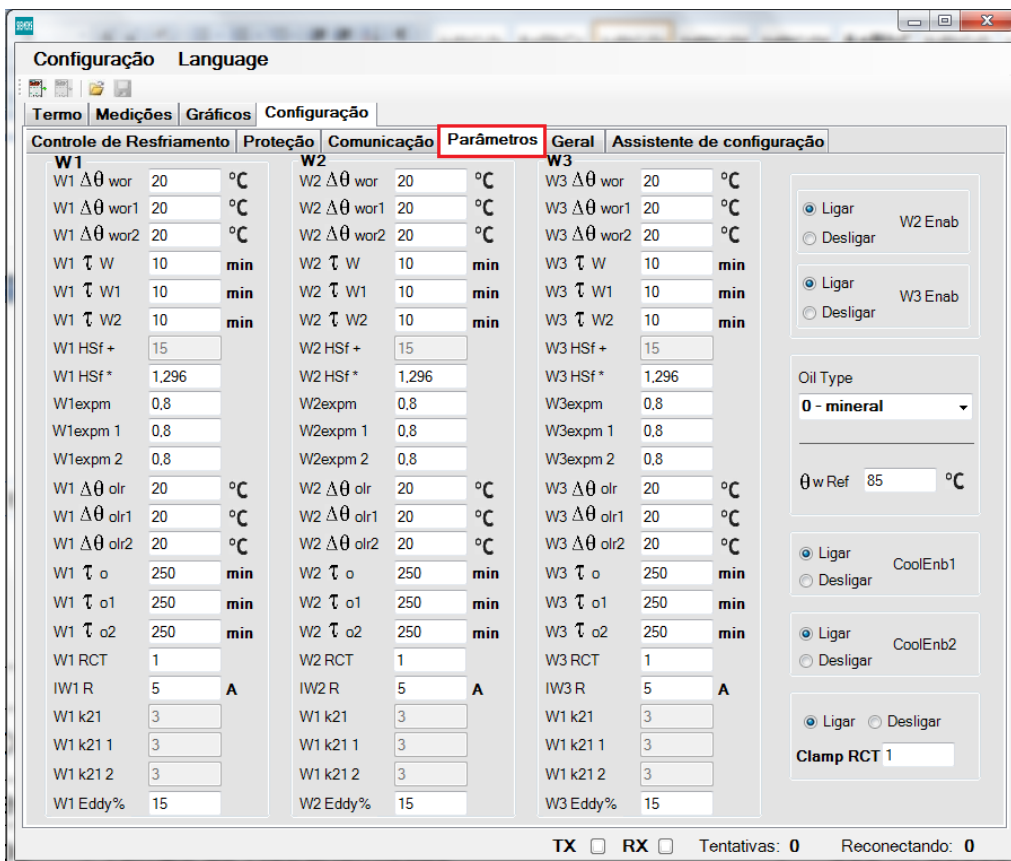 SIEMENS
Configuração Language
Termo Medições Gráficos Configuração
Controle de Resfriamento Proteção Comunicação Parâmetros Geral Assistente de configuração
W1 W2 W3
W1 Δθ wor 20 °C W2 Δθ wor 20 °C W3 Δθ wor 20 °C
W1 Δθ wor1 20 °C W2 Δθ wor1 20 °C W3 Δθ wor1 20 °C
W1 Δθ wor2 20 °C W2 Δθ wor2 20 °C W3 Δθ wor2 20 °C
W1 τ W 10 min W2 τ W 10 min W3 τ W 10 min
W1 τ W1 10 min W2 τ W1 10 min W3 τ W1 10 min
W1 τ W2 10 min W2 τ W2 10 min W3 τ W2 10 min
W1 HSf + 15 W2 HSf + 15 W3 HSf + 15
W1 HSf * 1,296 W2 HSf * 1,296 W3 HSf * 1,296
W1expm 0,8 W2expm 0,8 W3expm 0,8
W1expm 1 0,8 W2expm 1 0,8 W3expm 1 0,8
W1expm 2 0,8 W2expm 2 0,8 W3expm 2 0,8
W1 Δθ olr 20 °C W2 Δθ olr 20 °C W3 Δθ olr 20 °C
W1 Δθ olr1 20 °C W2 Δθ olr1 20 °C W3 Δθ olr1 20 °C
W1 Δθ olr2 20 °C W2 Δθ olr2 20 °C W3 Δθ olr2 20 °C
W1 τ o 250 min W2 τ o 250 min W3 τ o 250 min
W1 τ o1 250 min W2 τ o1 250 min W3 τ o1 250 min
W1 τ o2 250 min W2 τ o2 250 min W3 τ o2 250 min
W1 RCT 1 W2 RCT 1 W3 RCT 1
IW1 R 5 A IW2 R 5 A IW3 R 5 A
W1 k21 3 W1 k21 3 W1 k21 3
W1 k21 1 3 W1 k21 1 3 W1 k21 1 3
W1 k21 2 3 W1 k21 2 3 W1 k21 2 3
W1 Eddy% 15 W2 Eddy% 15 W3 Eddy% 15
Ligar
W2 Enab
Desligar
Ligar
W3 Enab
Desligar
Oil Type
0 - mineral
θ w Ref 85 °C
Ligar
CoolEnb1
Desligar
Ligar
CoolEnb2
Desligar
Ligar Desligar
Clamp RCT 1
TX RX Tentativas: 0 Reconectando: 0